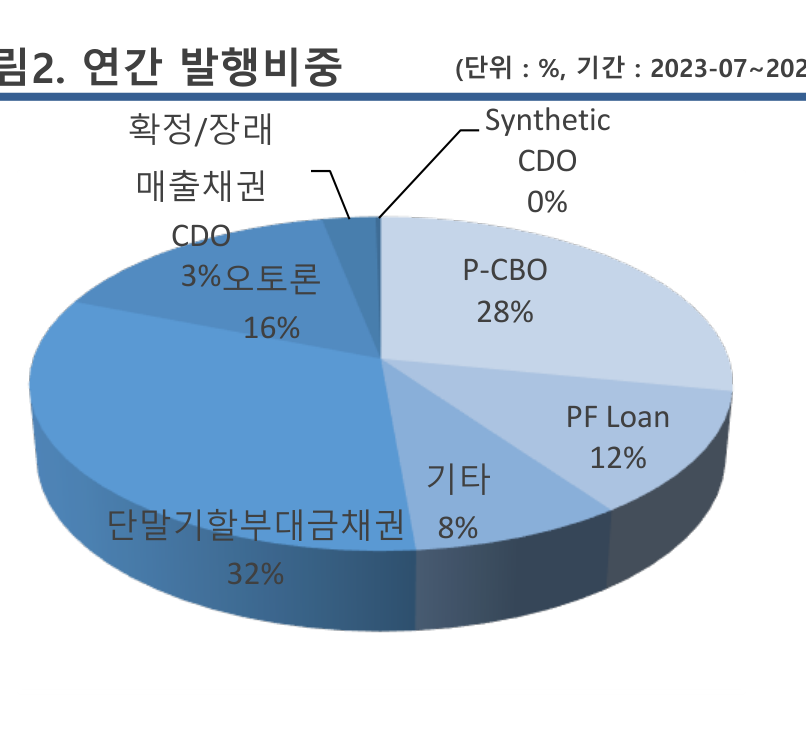 림2. 연간 발행비중
(단위 : %, 기간 : 2023-07~202
확정/장래
매출채권
CDO
3%
Synthetic
CDO
0%
오토론
16%
P-CBO
28%
PF Loan
12%
기타
8%
단말기할부대금채권
32%